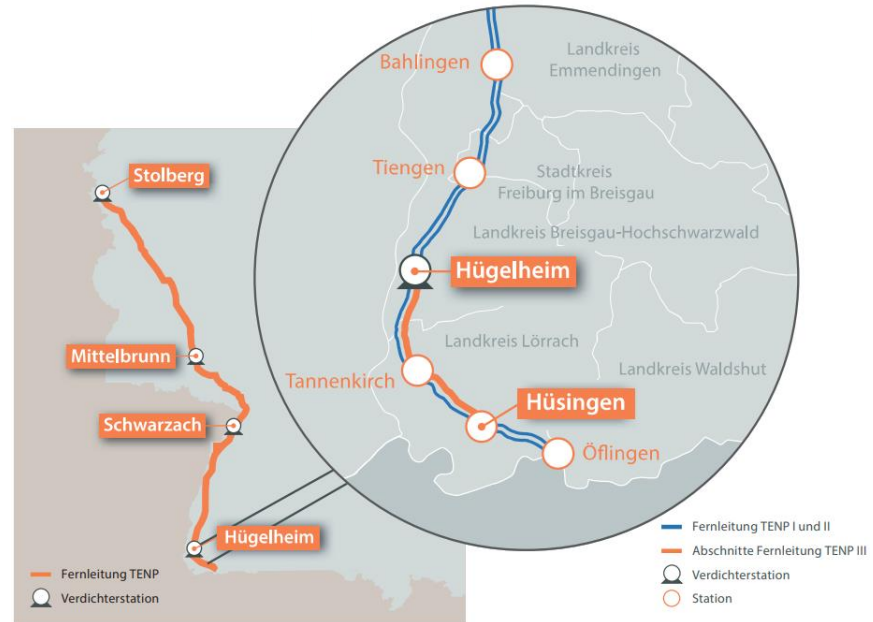 Stolberg
Mittelbrunn
Schwarzach
Hügelheim
Fernleitung TENP
Verdichterstation
Bahlingen
Landkreis
Emmendingen
Tiengen
Stadtkreis
Freiburg im Breisgau
Landkreis Breisgau-Hochschwarzwald
Hügelheim
Landkreis Lörrach
Tannenkirch
Landkreis Waldshut
Hüsingen
Öflingen
Fernleitung TENP I und II
Abschnitte Fernleitung TENP III
Verdichterstation
Station